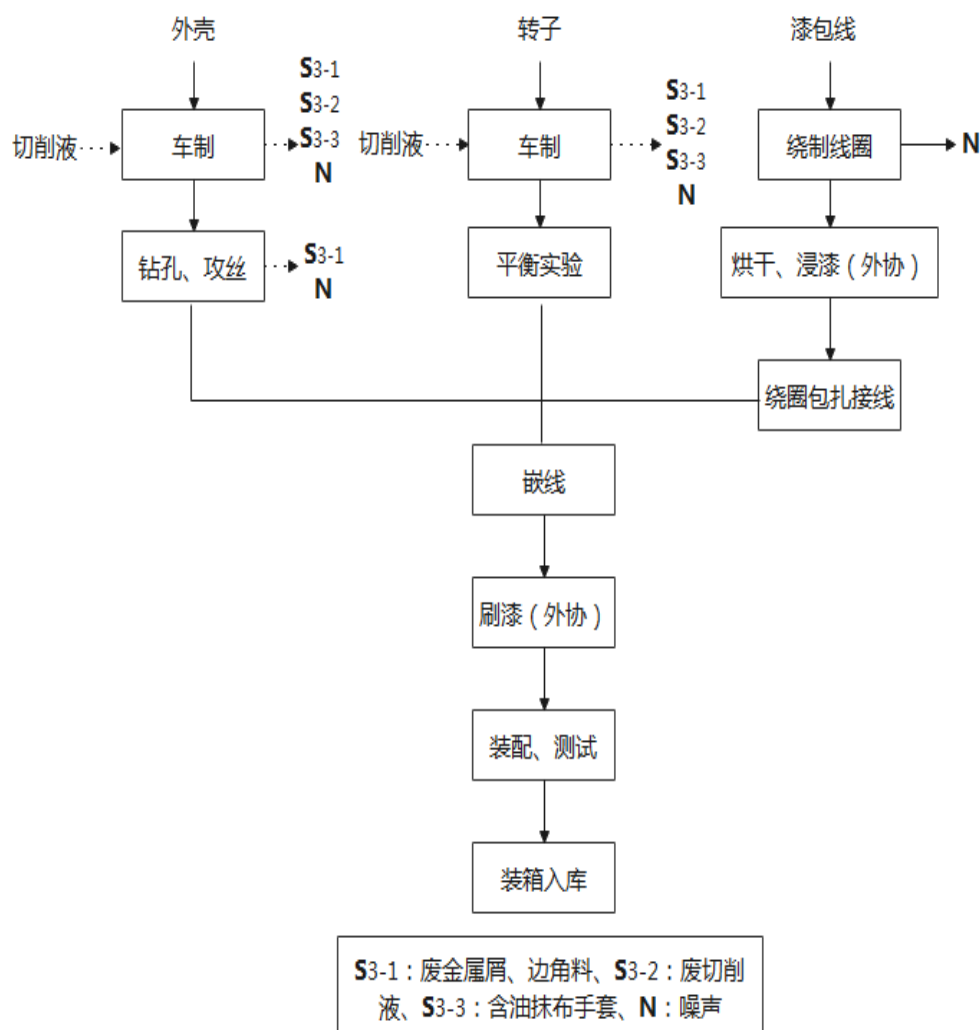 外壳
转子
漆包线
S3-1
S3-2
S3-3
N
切削液
车制
S3-1
S3-2
S3-3
N
切削液
车制
绕制线圈
N
钻孔、攻丝
S3-1
N
平衡实验
烘干、浸漆（外协）
绕圈包扎接线
嵌线
刷漆（外协）
装配、测试
装箱入库
S3-1：废金属屑、边角料、S3-2：废切削
液、S3-3：含油抹布手套、N：噪声